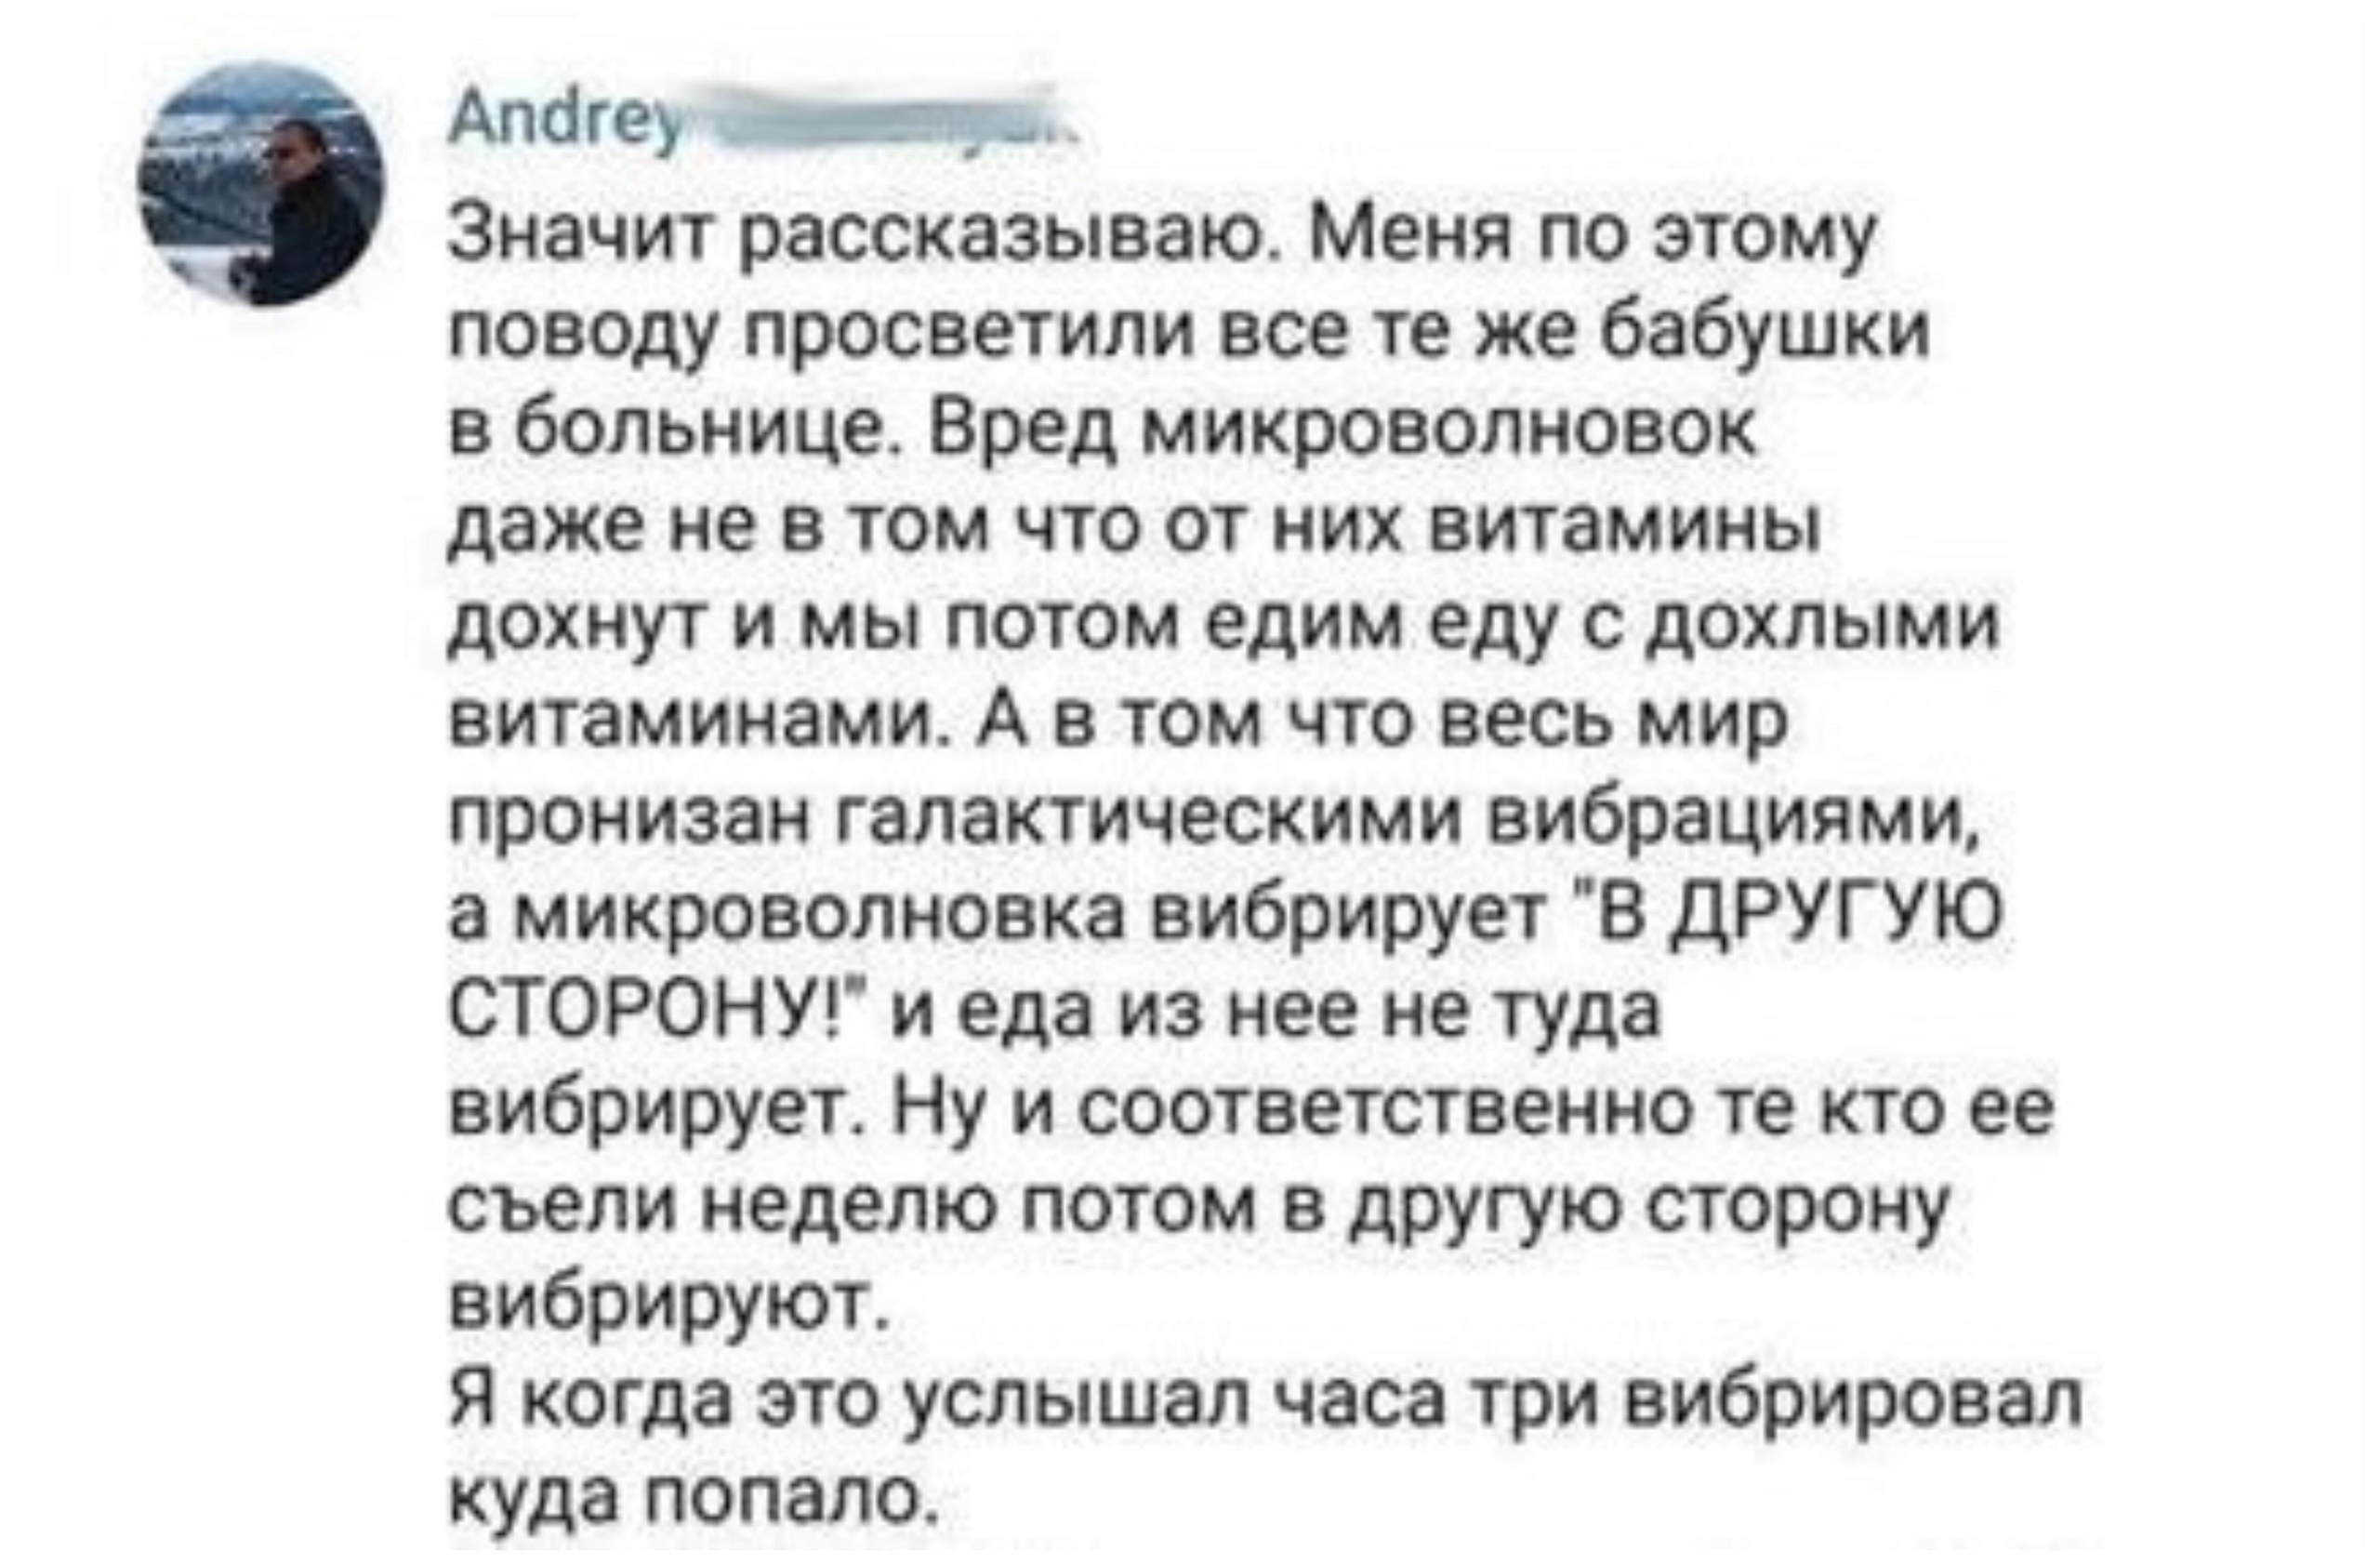 Andrey
Значит рассказываю. Меня по этому
поводу просветили все те же бабушки
в больнице. Вред микроволновок
даже не в том что от них витамины
дохнут и мы потом едим еду с дохлыми
витаминами. А в том что весь мир
пронизан галактическими вибрациями,
а микроволновка вибрирует "В ДРУГУЮ
СТОРОНУ!" и еда из нее не туда
вибрирует. Ну и соответственно те кто ее
съели неделю потом в другую сторону
вибрируют.
Я когда это услышал часа три вибрировал
куда попало.